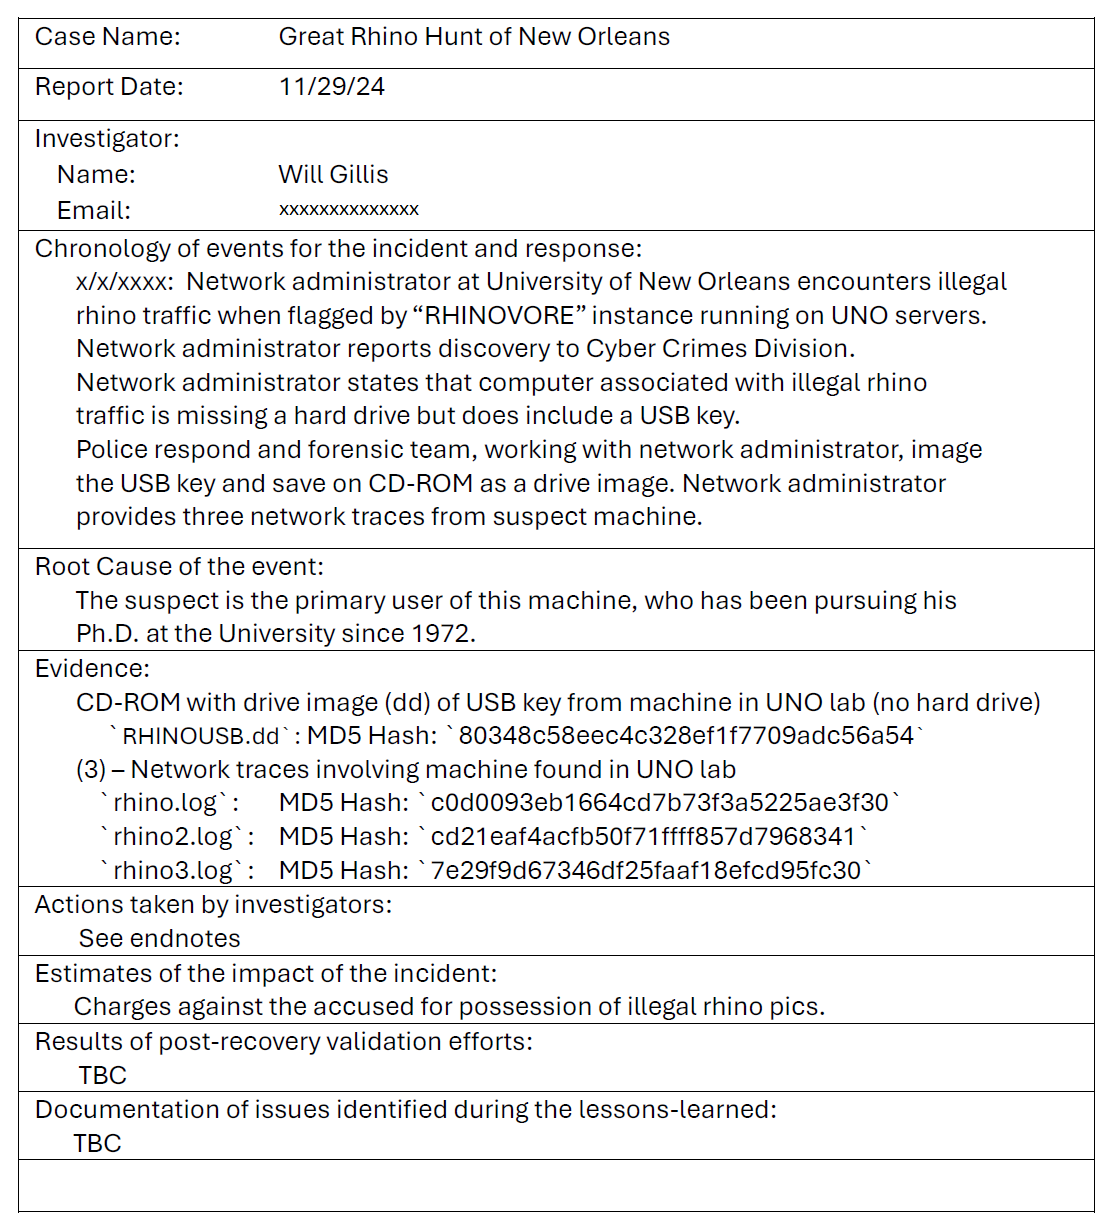 Case Name: Great Rhino Hunt of New Orleans
Report Date: 11/29/24
Investigator:
Name: Will Gillis
Email: xxxxxxxxxxxxxx
Chronology of events for the incident and response:
x/x/xxxx: Network administrator at University of New Orleans encounters illegal
rhino traffic when flagged by “RHINOVORE” instance running on UNO servers.
Network administrator reports discovery to Cyber Crimes Division.
Network administrator states that computer associated with illegal rhino
traffic is missing a hard drive but does include a USB key.
Police respond and forensic team, working with network administrator, image
the USB key and save on CD-ROM as a drive image. Network administrator
provides three network traces from suspect machine.
Root Cause of the event:
The suspect is the primary user of this machine, who has been pursuing his
Ph.D. at the University since 1972.
Evidence:
CD-ROM with drive image (dd) of USB key from machine in UNO lab (no hard drive)
`RHINOUSB.dd`: MD5 Hash: `80348c58eec4c328ef1f7709adc56a54`
(3) – Network traces involving machine found in UNO lab
`rhino.log`: MD5 Hash: `c0d0093eb1664cd7b73f3a5225ae3f30`
`rhino2.log`: MD5 Hash: `cd21eaf4acfb50f71ffff857d7968341`
`rhino3.log`: MD5 Hash: `7e29f9d67346df25faaf18efcd95fc30`
Actions taken by investigators:
See endnotes
Estimates of the impact of the incident:
Charges against the accused for possession of illegal rhino pics.
Results of post-recovery validation efforts:
TBC
Documentation of issues identified during the lessons-learned:
TBC